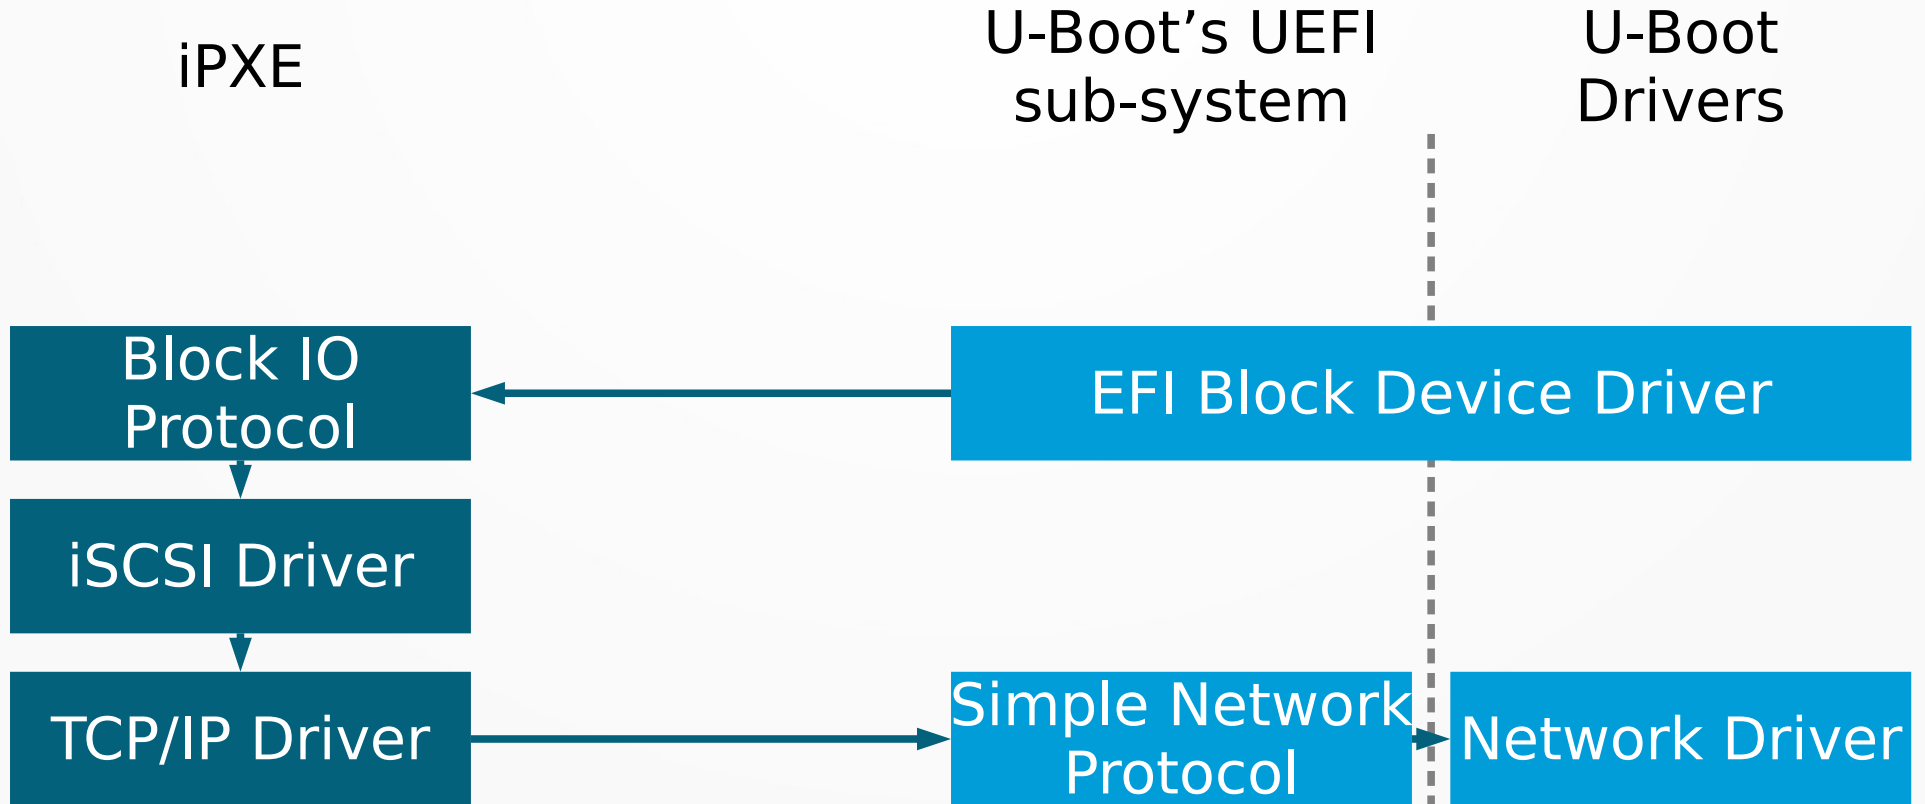 iPXE
U-Boot’s UEFI
sub-system
U-Boot
Drivers
Block IO
Protocol
EFI Block Device Driver
iSCSI Driver
TCP/IP Driver
Simple Network
Protocol
Network Driver